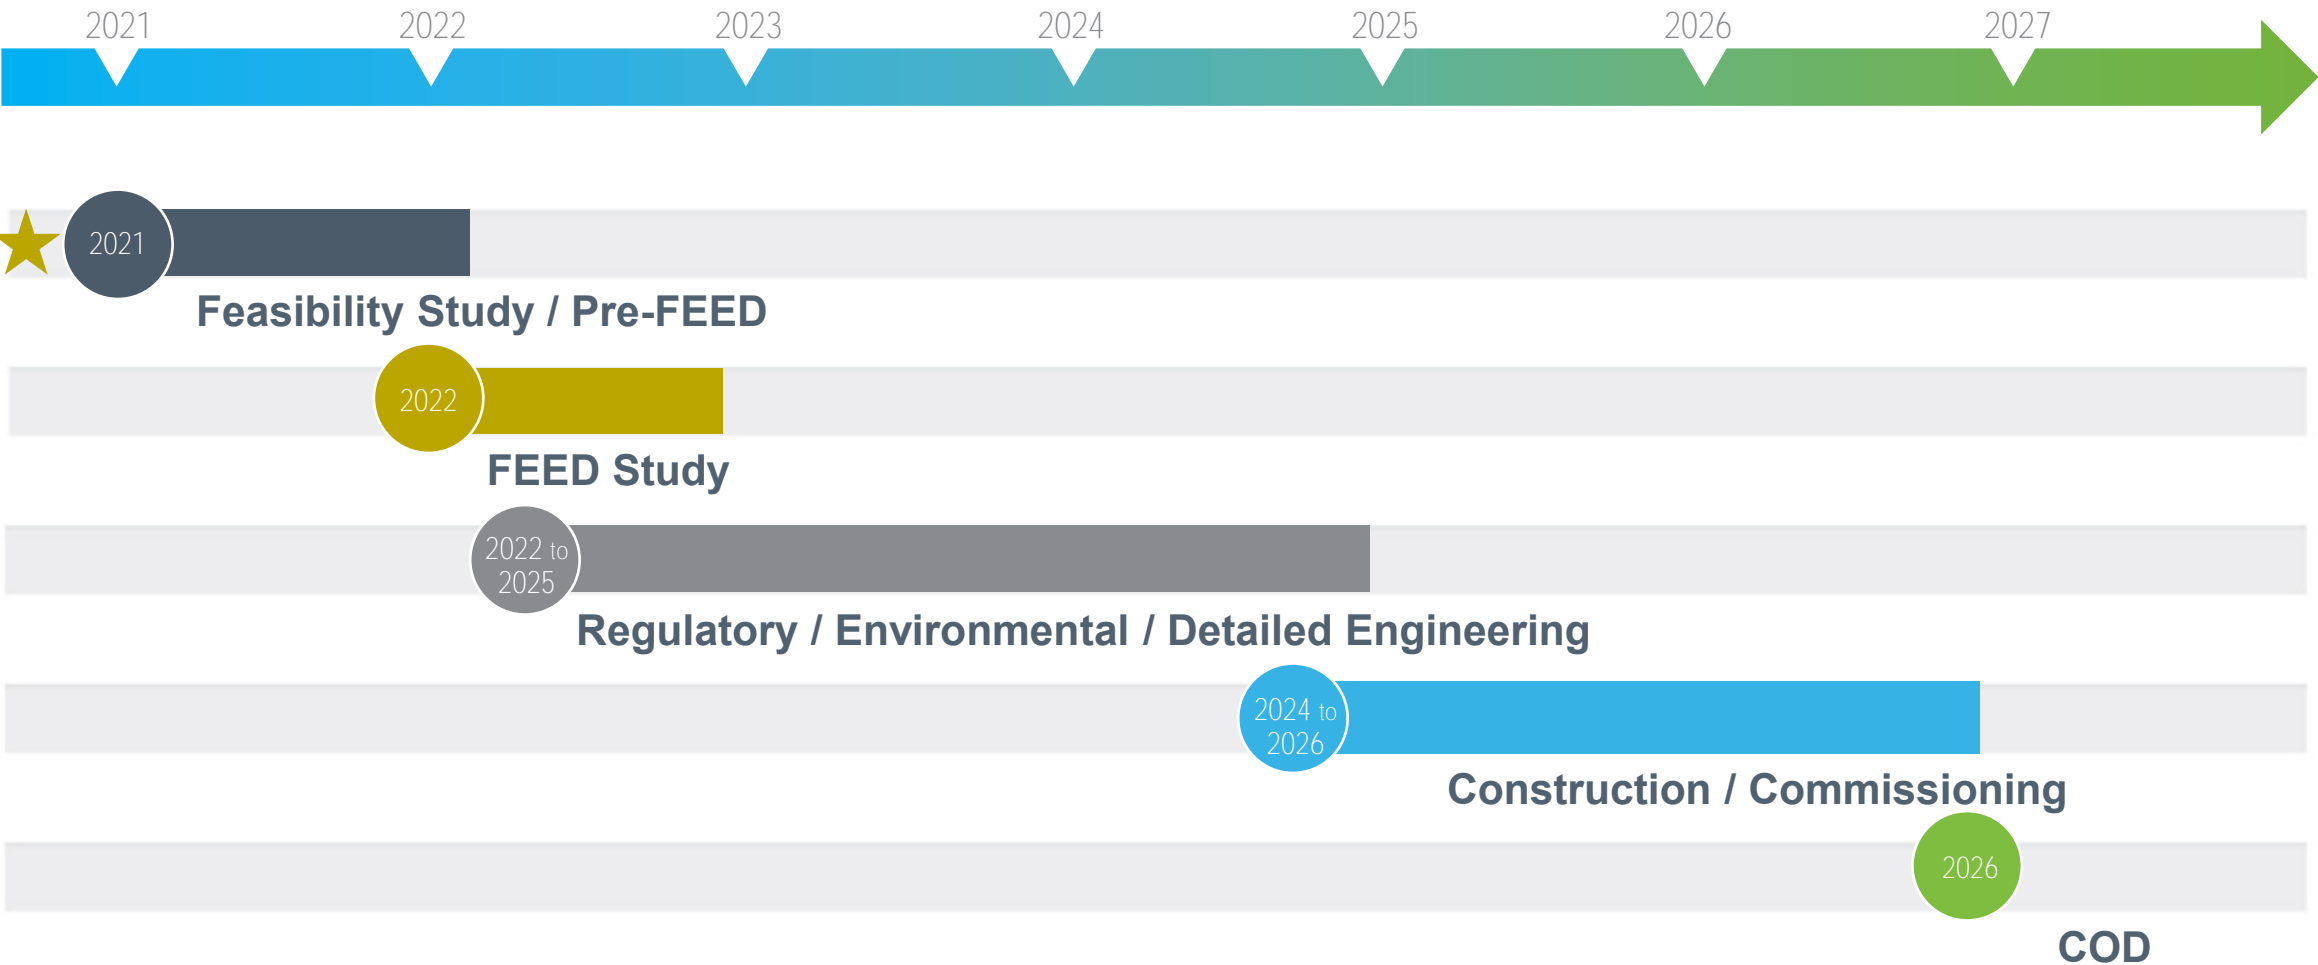 2021 2022 2023 2024 2025 2026 2027
2021
Feasibility Study / Pre-FEED
2022
FEED Study
2022 to
2025
Regulatory / Environmental / Detailed Engineering
2024 to
2026
Construction / Commissioning
2026
COD